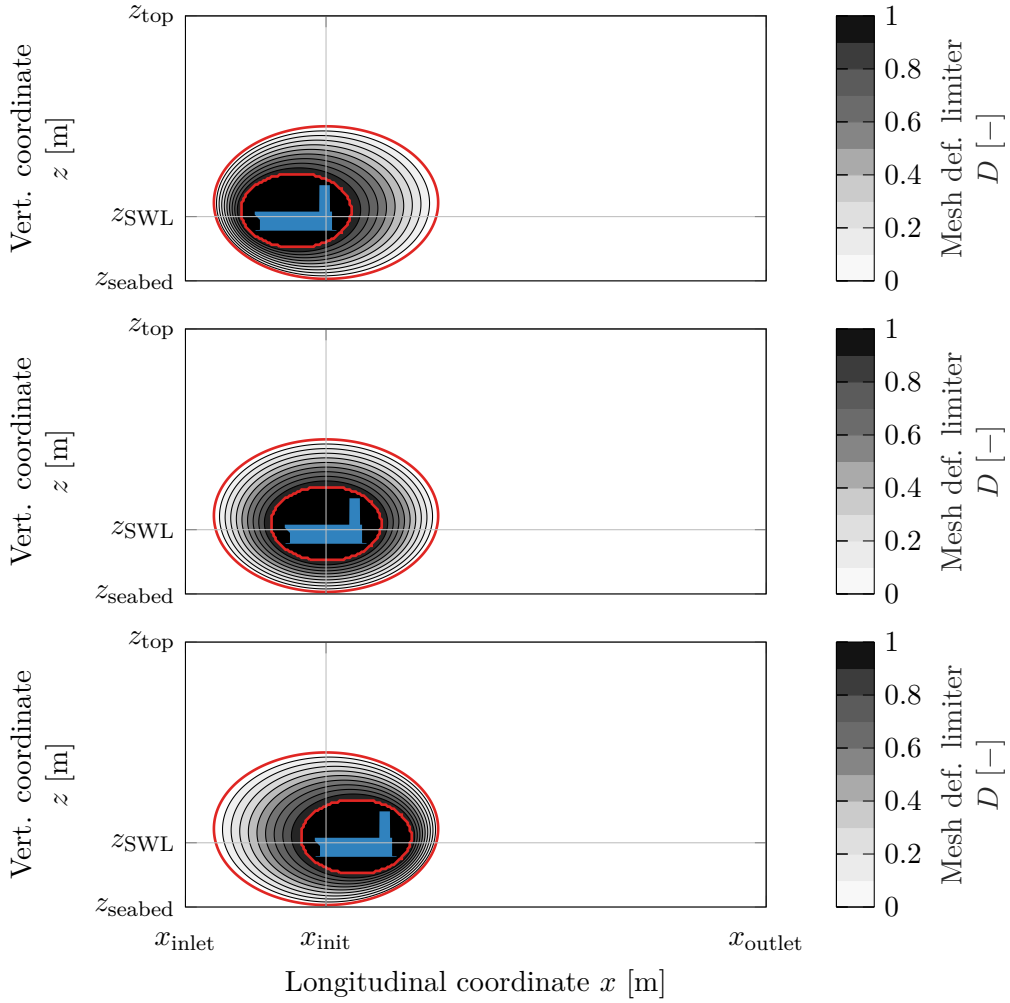 z_top
z_SWL
z_seabed
Vert. coordinate
z [m]
1
0.8
0.6
0.4
0.2
0
Mesh def. limiter
D [−]
z_top
z_SWL
z_seabed
Vert. coordinate
z [m]
1
0.8
0.6
0.4
0.2
0
Mesh def. limiter
D [−]
z_top
z_SWL
z_seabed
Vert. coordinate
z [m]
1
0.8
0.6
0.4
0.2
0
Mesh def. limiter
D [−]
x_inlet x_init x_outlet
Longitudinal coordinate x [m]